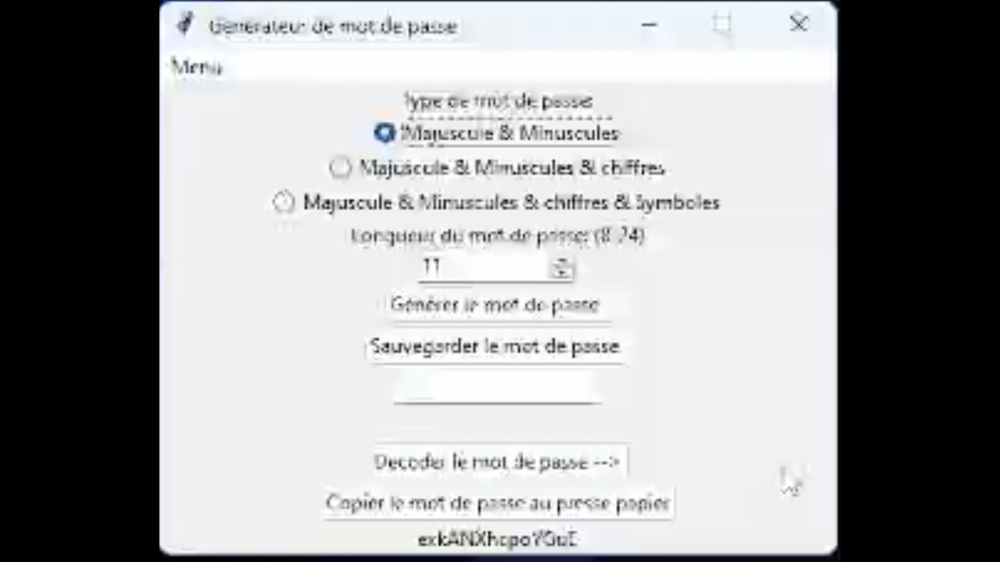 Générateur de mot de passe
Menu
Type de mot de passe
Majuscule & Minuscules
Majuscule & Minuscules & chiffres
Majuscule & Minuscules & chiffres & Symboles
Longueur du mot de passe: (8-24)
11
Générer le mot de passe
Sauvegarder le mot de passe
Decoder le mot de passe -->
Copier le mot de passe au presse papier